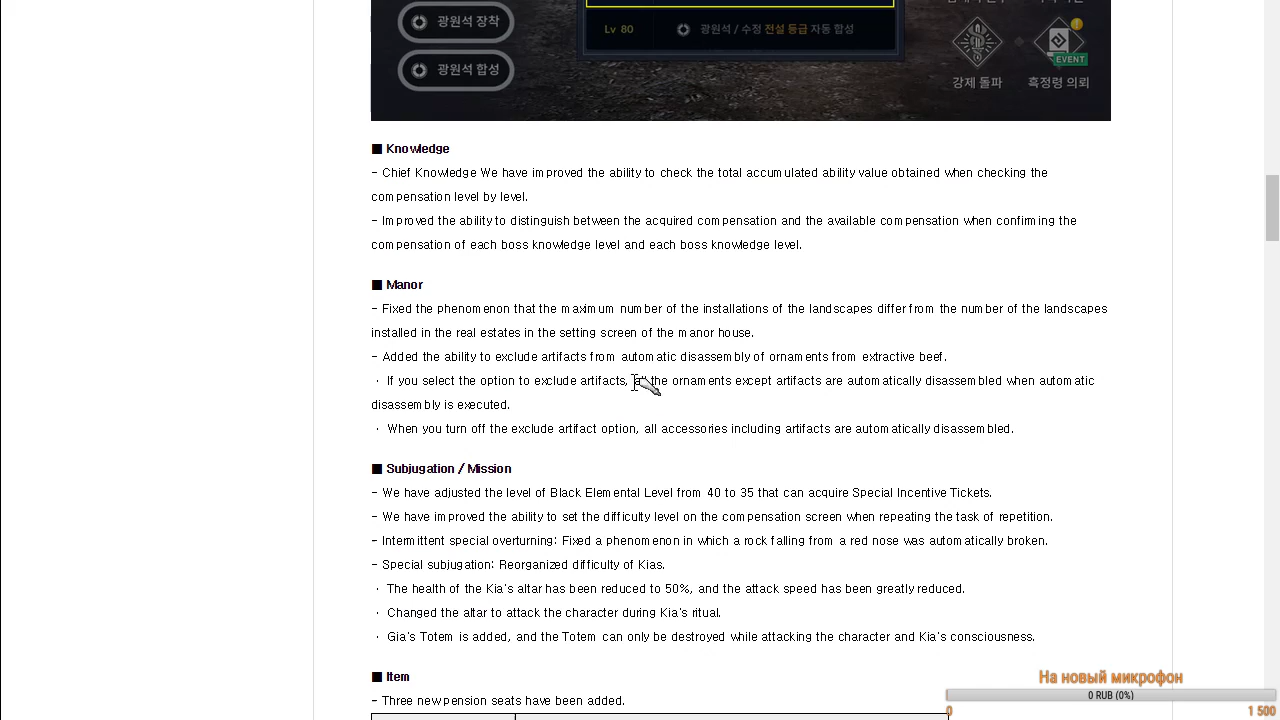 광원석 장착
Lv 80 광원석 / 수정 전설 등급 자동 합성
EVENT
광원석 합성
강제 돌파 흑정령 의뢰
■ Knowledge
- Chief Knowledge We have improved the ability to check the total accumulated ability value obtained when checking the
compensation level by level.
- Improved the ability to distinguish between the acquired compensation and the available compensation when confirming the
compensation of each boss knowledge level and each boss knowledge level.
■ Manor
- Fixed the phenomenon that the maximum number of the installations of the landscapes differ from the number of the landscapes
installed in the real estates in the setting screen of the manor house.
- Added the ability to exclude artifacts from automatic disassembly of ornaments from extractive beef.
· If you select the option to exclude artifacts, all the ornaments except artifacts are automatically disassembled when automatic
disassembly is executed.
· When you turn off the exclude artifact option, all accessories including artifacts are automatically disassembled.
■ Subjugation / Mission
- We have adjusted the level of Black Elemental Level from 40 to 35 that can acquire Special Incentive Tickets.
- We have improved the ability to set the difficulty level on the compensation screen when repeating the task of repetition.
- Intermittent special overturning: Fixed a phenomenon in which a rock falling from a red nose was automatically broken.
- Special subjugation: Reorganized difficulty of Kias.
· The health of the Kia's altar has been reduced to 50%, and the attack speed has been greatly reduced.
· Changed the altar to attack the character during Kia's ritual.
· Gia's Totem is added, and the Totem can only be destroyed while attacking the character and Kia's consciousness.
■ Item
- Three new pension seats have been added.
На новый микрофон
0 RUB (0%)
0 1 500